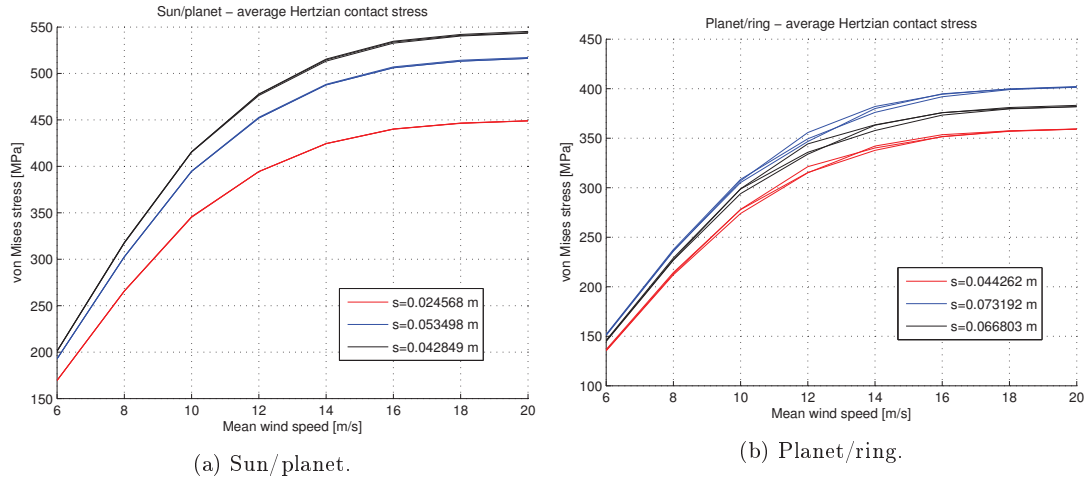 Sun/planet − average Hertzian contact stress
550
500
450
400
350
300
250
200
150
von Mises stress [MPa]
s=0.024568 m
s=0.053498 m
s=0.042849 m
6 8 10 12 14 16 18 20
Mean wind speed [m/s]
(a) Sun/planet.
Planet/ring − average Hertzian contact stress
450
400
350
300
250
200
150
100
von Mises stress [MPa]
s=0.044262 m
s=0.073192 m
s=0.066803 m
6 8 10 12 14 16 18 20
Mean wind speed [m/s]
(b) Planet/ring.